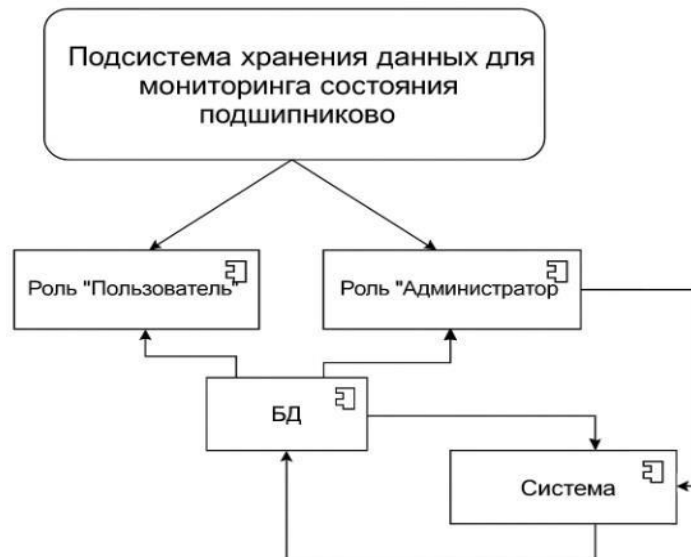 Подсистема хранения данных для
мониторинга состояния
подшипниково
Роль "Пользователь"
Роль "Администратор
БД
Система